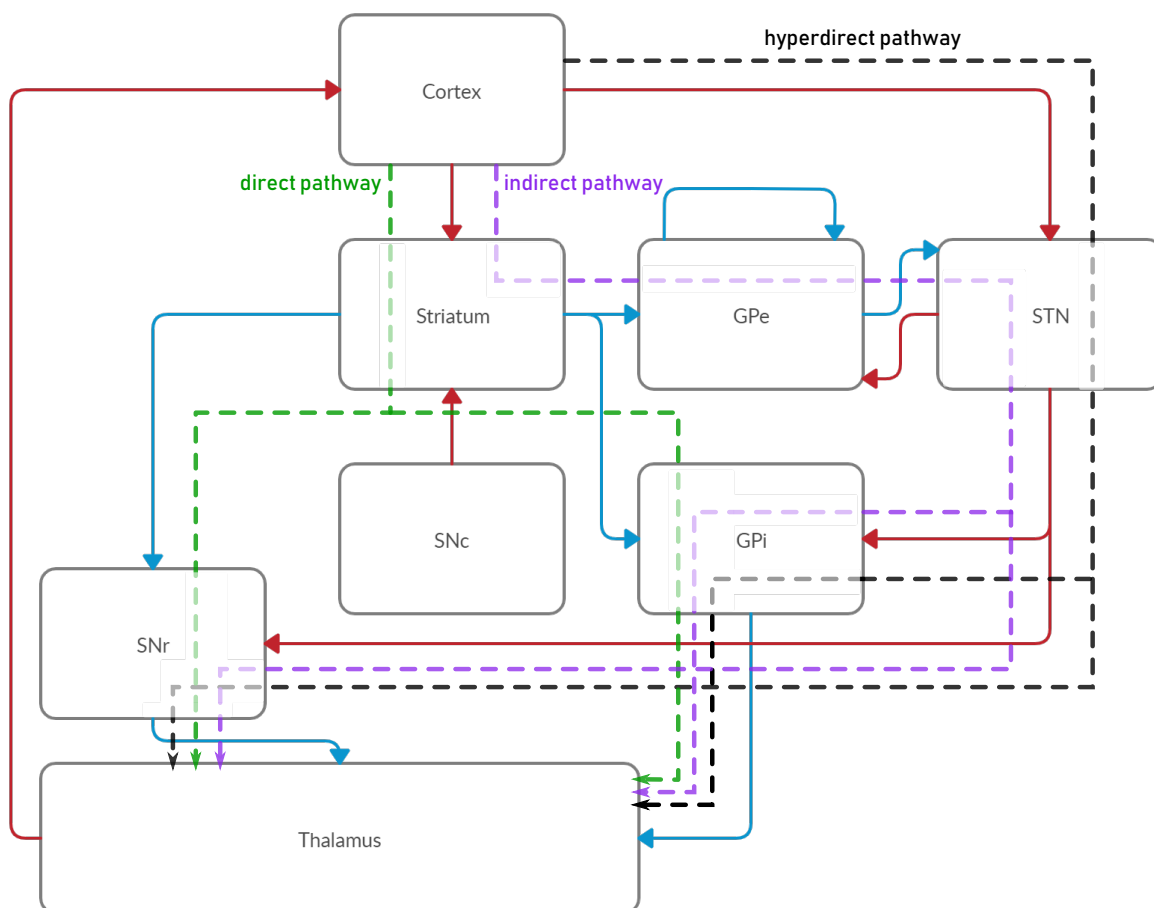 hyperdirect pathway
Cortex
direct pathway
indirect pathway
Striatum
GPe
STN
SNc
GPi
SNr
Thalamus